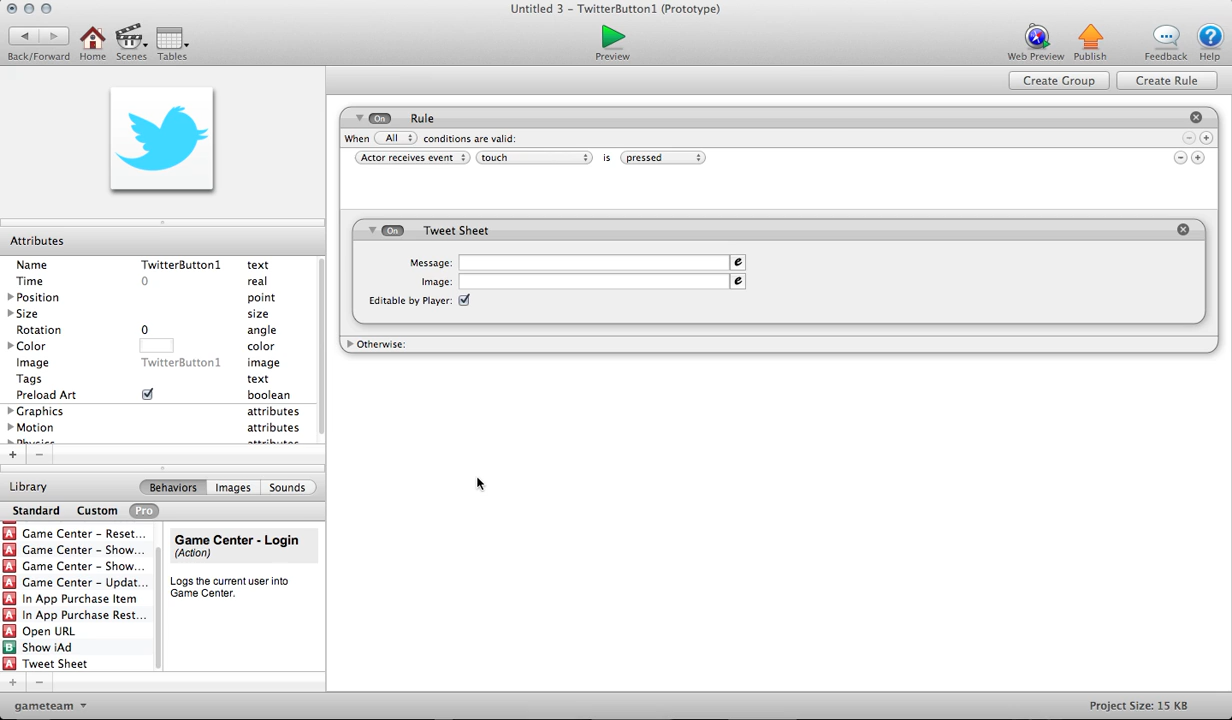 Untitled 3 – TwitterButton1 (Prototype)
Back/Forward Home Scenes Tables Preview Web Preview Publish Feedback Help
Create Group Create Rule
On Rule
When All conditions are valid:
Actor receives event touch is pressed
On Tweet Sheet
Message: e
Image: e
Editable by Player:
Otherwise:
Attributes
Name TwitterButton1 text
Time 0 real
Position point
Size size
Rotation 0 angle
Color color
Image TwitterButton1 image
Tags text
Preload Art boolean
Graphics attributes
Motion attributes
Physics attributes
Library Behaviors Images Sounds
Standard Custom Pro
A Game Center – Reset...
A Game Center – Show...
A Game Center – Show...
A Game Center – Updat...
A In App Purchase Item
A In App Purchase Rest...
A Open URL
B Show iAd
A Tweet Sheet
Game Center - Login
(Action)
Logs the current user into
Game Center.
gameteam
Project Size: 15 KB